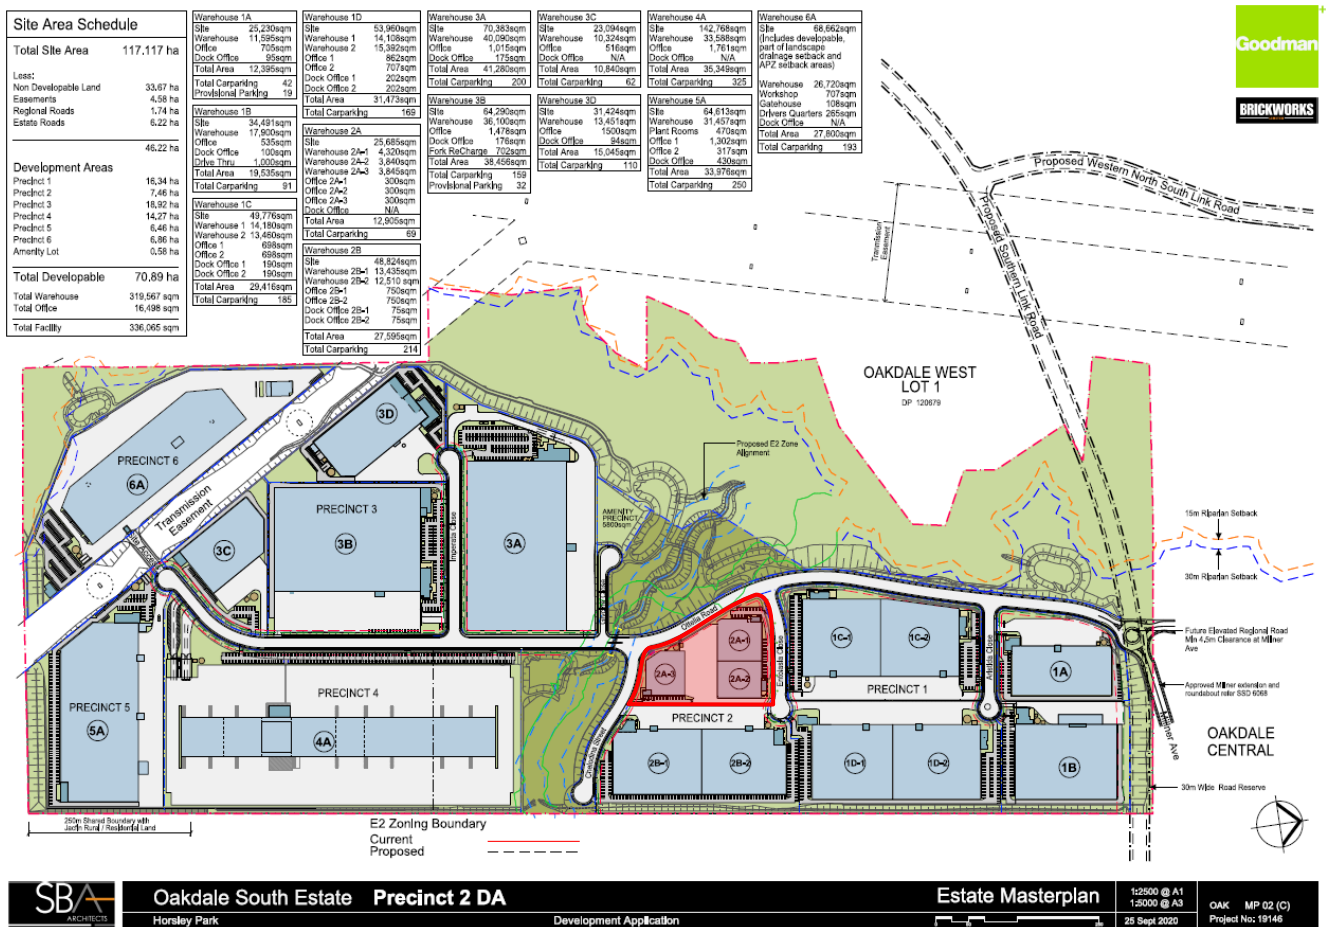 Site Area Schedule
Total Site Area 117.117 ha
Less:
Non Developable Land 33.67 ha
Easements 4.58 ha
Regional Roads 1.74 ha
Estate Roads 6.22 ha
46.22 ha
Development Areas
Precinct 1 16.34 ha
Precinct 2 7.46 ha
Precinct 3 18.92 ha
Precinct 4 14.27 ha
Precinct 5 6.46 ha
Precinct 6 6.86 ha
Amenity Lot 0.58 ha
Total Developable 70.89 ha
Total Warehouse 319,567 sqm
Total Office 16,498 sqm
Total Facility 336,065 sqm
Warehouse 1A
Site 25,230sqm
Warehouse 11,595sqm
Office 705sqm
Dock Office 95sqm
Total Area 12,395sqm
Total Carparking 42
Provisional Parking 19
Warehouse 1B
Site 34,491sqm
Warehouse 17,900sqm
Office 535sqm
Dock Office 100sqm
Drive Thru 1,000sqm
Total Area 19,535sqm
Total Carparking 91
Warehouse 1C
Site 49,776sqm
Warehouse 1 14,180sqm
Warehouse 2 13,460sqm
Office 1 698sqm
Office 2 698sqm
Dock Office 1 190sqm
Dock Office 2 190sqm
Total Area 29,416sqm
Total Carparking 185
Warehouse 1D
Site 53,960sqm
Warehouse 1 14,108sqm
Warehouse 2 15,392sqm
Office 1 862sqm
Office 2 707sqm
Dock Office 1 202sqm
Dock Office 2 202sqm
Total Area 31,473sqm
Total Carparking 169
Warehouse 2A
Site 25,685sqm
Warehouse 2A-1 4,320sqm
Warehouse 2A-2 3,840sqm
Warehouse 2A-3 3,845sqm
Office 2A-1 300sqm
Office 2A-2 300sqm
Office 2A-3 300sqm
Dock Office N/A
Total Area 12,905sqm
Total Carparking 69
Warehouse 2B
Site 48,824sqm
Warehouse 2B-1 13,435sqm
Warehouse 2B-2 12,510 sqm
Office 2B-1 750sqm
Office 2B-2 750sqm
Dock Office 2B-1 75sqm
Dock Office 2B-2 75sqm
Total Area 27,595sqm
Total Carparking 214
Warehouse 3A
Site 70,383sqm
Warehouse 40,090sqm
Office 1,015sqm
Dock Office 175sqm
Total Area 41,280sqm
Total Carparking 200
Warehouse 3B
Site 64,290sqm
Warehouse 36,100sqm
Office 1,478sqm
Dock Office 176sqm
Fork ReCharge 702sqm
Total Area 38,456sqm
Total Carparking 159
Provisional Parking 32
Warehouse 3C
Site 23,094sqm
Warehouse 10,324sqm
Office 516sqm
Dock Office N/A
Total Area 10,840sqm
Total Carparking 62
Warehouse 3D
Site 31,424sqm
Warehouse 13,451sqm
Office 1500sqm
Dock Office 94sqm
Total Area 15,045sqm
Total Carparking 110
Warehouse 4A
Site 142,768sqm
Warehouse 33,588sqm
Office 1,761sqm
Dock Office N/A
Total Area 35,349sqm
Total Carparking 325
Warehouse 5A
Site 64,613sqm
Warehouse 31,457sqm
Plant Rooms 470sqm
Office 1 1,302sqm
Office 2 317sqm
Dock Office 430sqm
Total Area 33,976sqm
Total Carparking 250
Warehouse 6A
Site 68,662sqm
(Includes developable,
part of landscape
drainage setback and
APZ setback areas)
Warehouse 26,720sqm
Workshop 707sqm
Gatehouse 108sqm
Drivers Quarters 265sqm
Dock Office N/A
Total Area 27,800sqm
Total Carparking 193
Goodman
BRICKWORKS
Proposed Western North South Link Road
Proposed Southern Link Road
Tranmission
Easement
OAKDALE WEST
LOT 1
DP 120679
Proposed E2 Zone
Alignment
15m Riparian Setback
30m Riparian Setback
Future Elevated Regional Road
Min 4.5m Clearance at Millner
Ave
Approved Milner extension and
roundabout refer SSD 6068
Milner Ave
OAKDALE
CENTRAL
30m Wide Road Reserve
PRECINCT 6
6A
Transmission
Easement
3D
PRECINCT 3
3B
3C
3A
Imperata Close
AMENITY
PRECINCT
5800sqm
Ottelia Road
2A-1
2A-2
2A-3
PRECINCT 2
2B-1
2B-2
Cheludina Street
1C-1
1C-2
PRECINCT 1
1A
1B
1D-1
1D-2
PRECINCT 4
4A
PRECINCT 5
5A
250m Shared Boundary with
Jacfin Rural / Residential Land
E2 Zoning Boundary
Current
Proposed
SBA
ARCHITECTS
Oakdale South Estate Precinct 2 DA
Horsley Park
Development Application
Estate Masterplan
1:2500 @ A1
1:5000 @ A3
25 Sept 2020
OAK MP 02 (C)
Project No: 19146